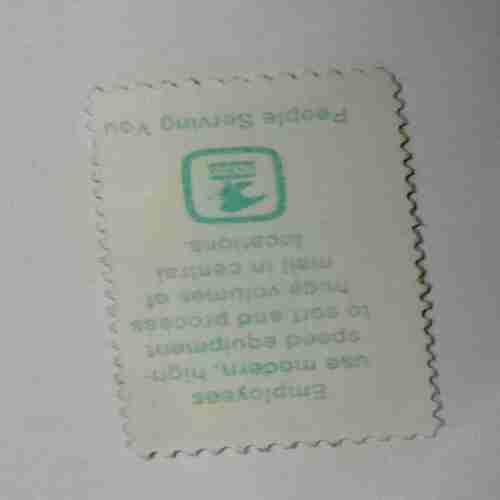 Employees
use modern, high-
speed equipment
to sort and process
huge volumes of
mail in central
locations.
People Serving You